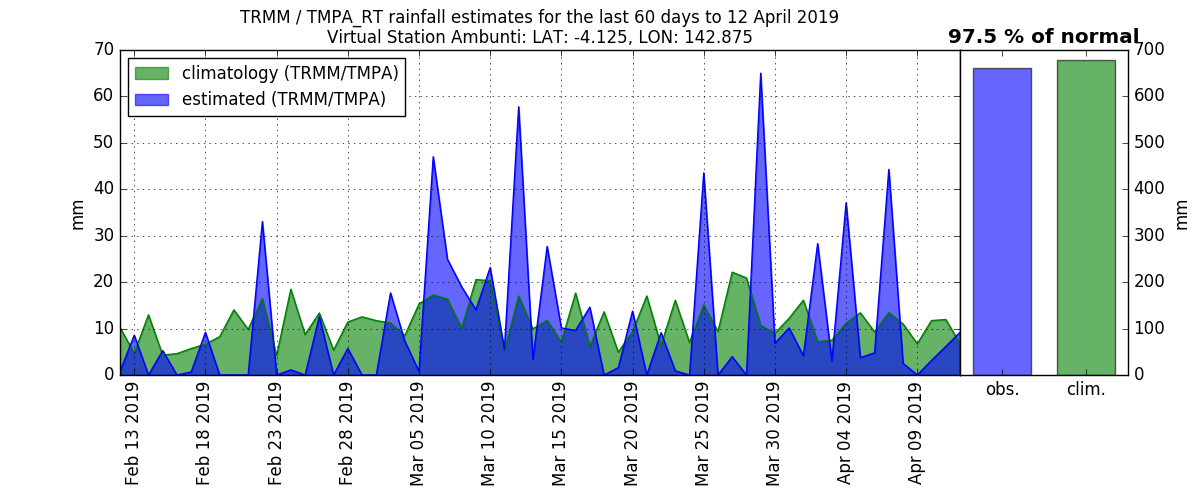 TRMM / TMPA_RT rainfall estimates for the last 60 days to 12 April 2019
Virtual Station Ambunti: LAT: -4.125, LON: 142.875
97.5 % of normal
climatology (TRMM/TMPA)
estimated (TRMM/TMPA)
70
60
50
40
30
20
10
0
mm
700
600
500
400
300
200
100
0
mm
obs.
clim.
Feb 13 2019
Feb 18 2019
Feb 23 2019
Feb 28 2019
Mar 05 2019
Mar 10 2019
Mar 15 2019
Mar 20 2019
Mar 25 2019
Mar 30 2019
Apr 04 2019
Apr 09 2019